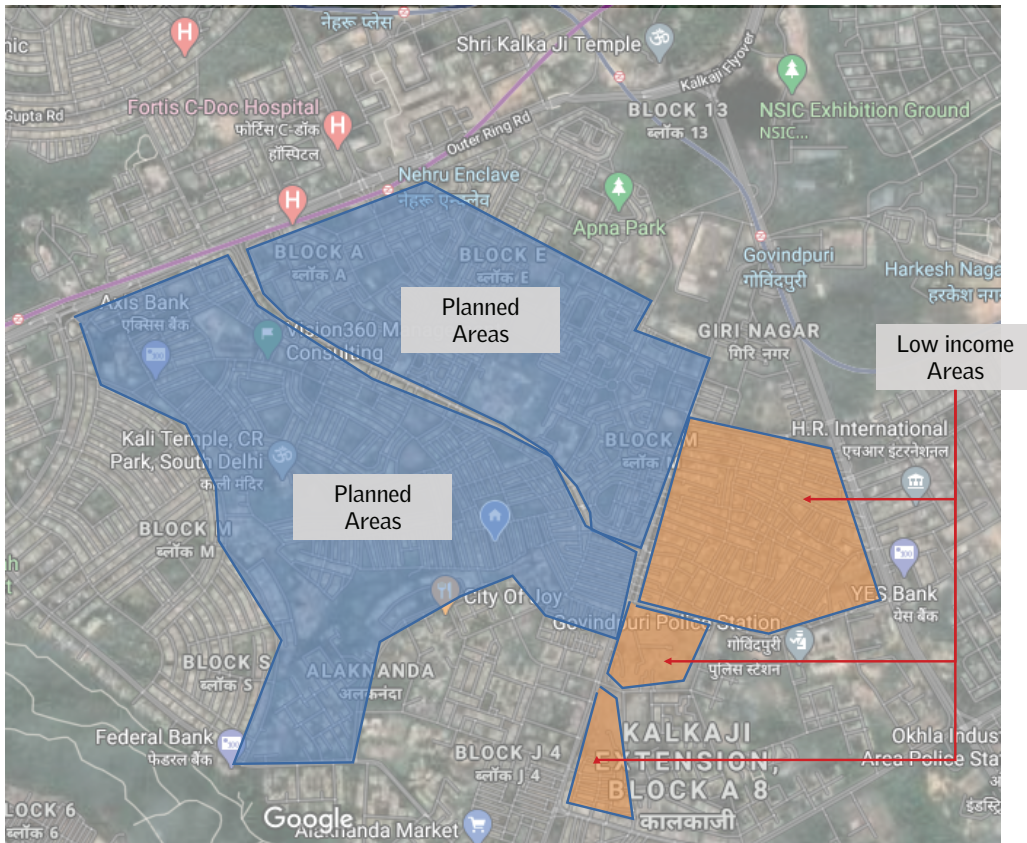 नेहरू प्लेस
nic
Shri Kalka Ji Temple
Kalkaji Flyover
Gupta Rd
Fortis C-Doc Hospital
फोर्टिस C-डॉक
हॉस्पिटल
Outer Ring Rd
BLOCK 13
ब्लॉक 13
NSIC Exhibition Ground
NSIC...
Nehru Enclave
नेहरू एन्क्लेव
Apna Park
BLOCK A
ब्लॉक A
BLOCK E
ब्लॉक E
Govindpuri
गोविंदपुरी
Harkesh Naga
हरकेश नगर
Axis Bank
एक्सिस बैंक
Planned
Areas
Vision360 M
Consulting
GIRI NAGAR
गिरि नगर
Low income
Areas
Kali Temple, CR
Park, South Delhi
काली मंदिर
BLOCK M
ब्लॉक M
H.R. International
एचआर इंटरनेशनल
Planned
Areas
BLOCK M
ब्लॉक M
City Of Joy
YES Bank
येस बैंक
Govindpuri Police Station
गोविंदपुरी
पुलिस स्टेशन
BLOCK S
ब्लॉक S
ALAKNANDA
अलकनंदा
Federal Bank
फेडरल बैंक
BLOCK J 4
ब्लॉक J 4
KALKAJI
EXTENSION,
BLOCK A 8
कालकाजी
Okhla Indus
Area Police Stat
इंडस्ट्रि
LOCK 6
ब्लॉक 6
Google
Alaknanda Market